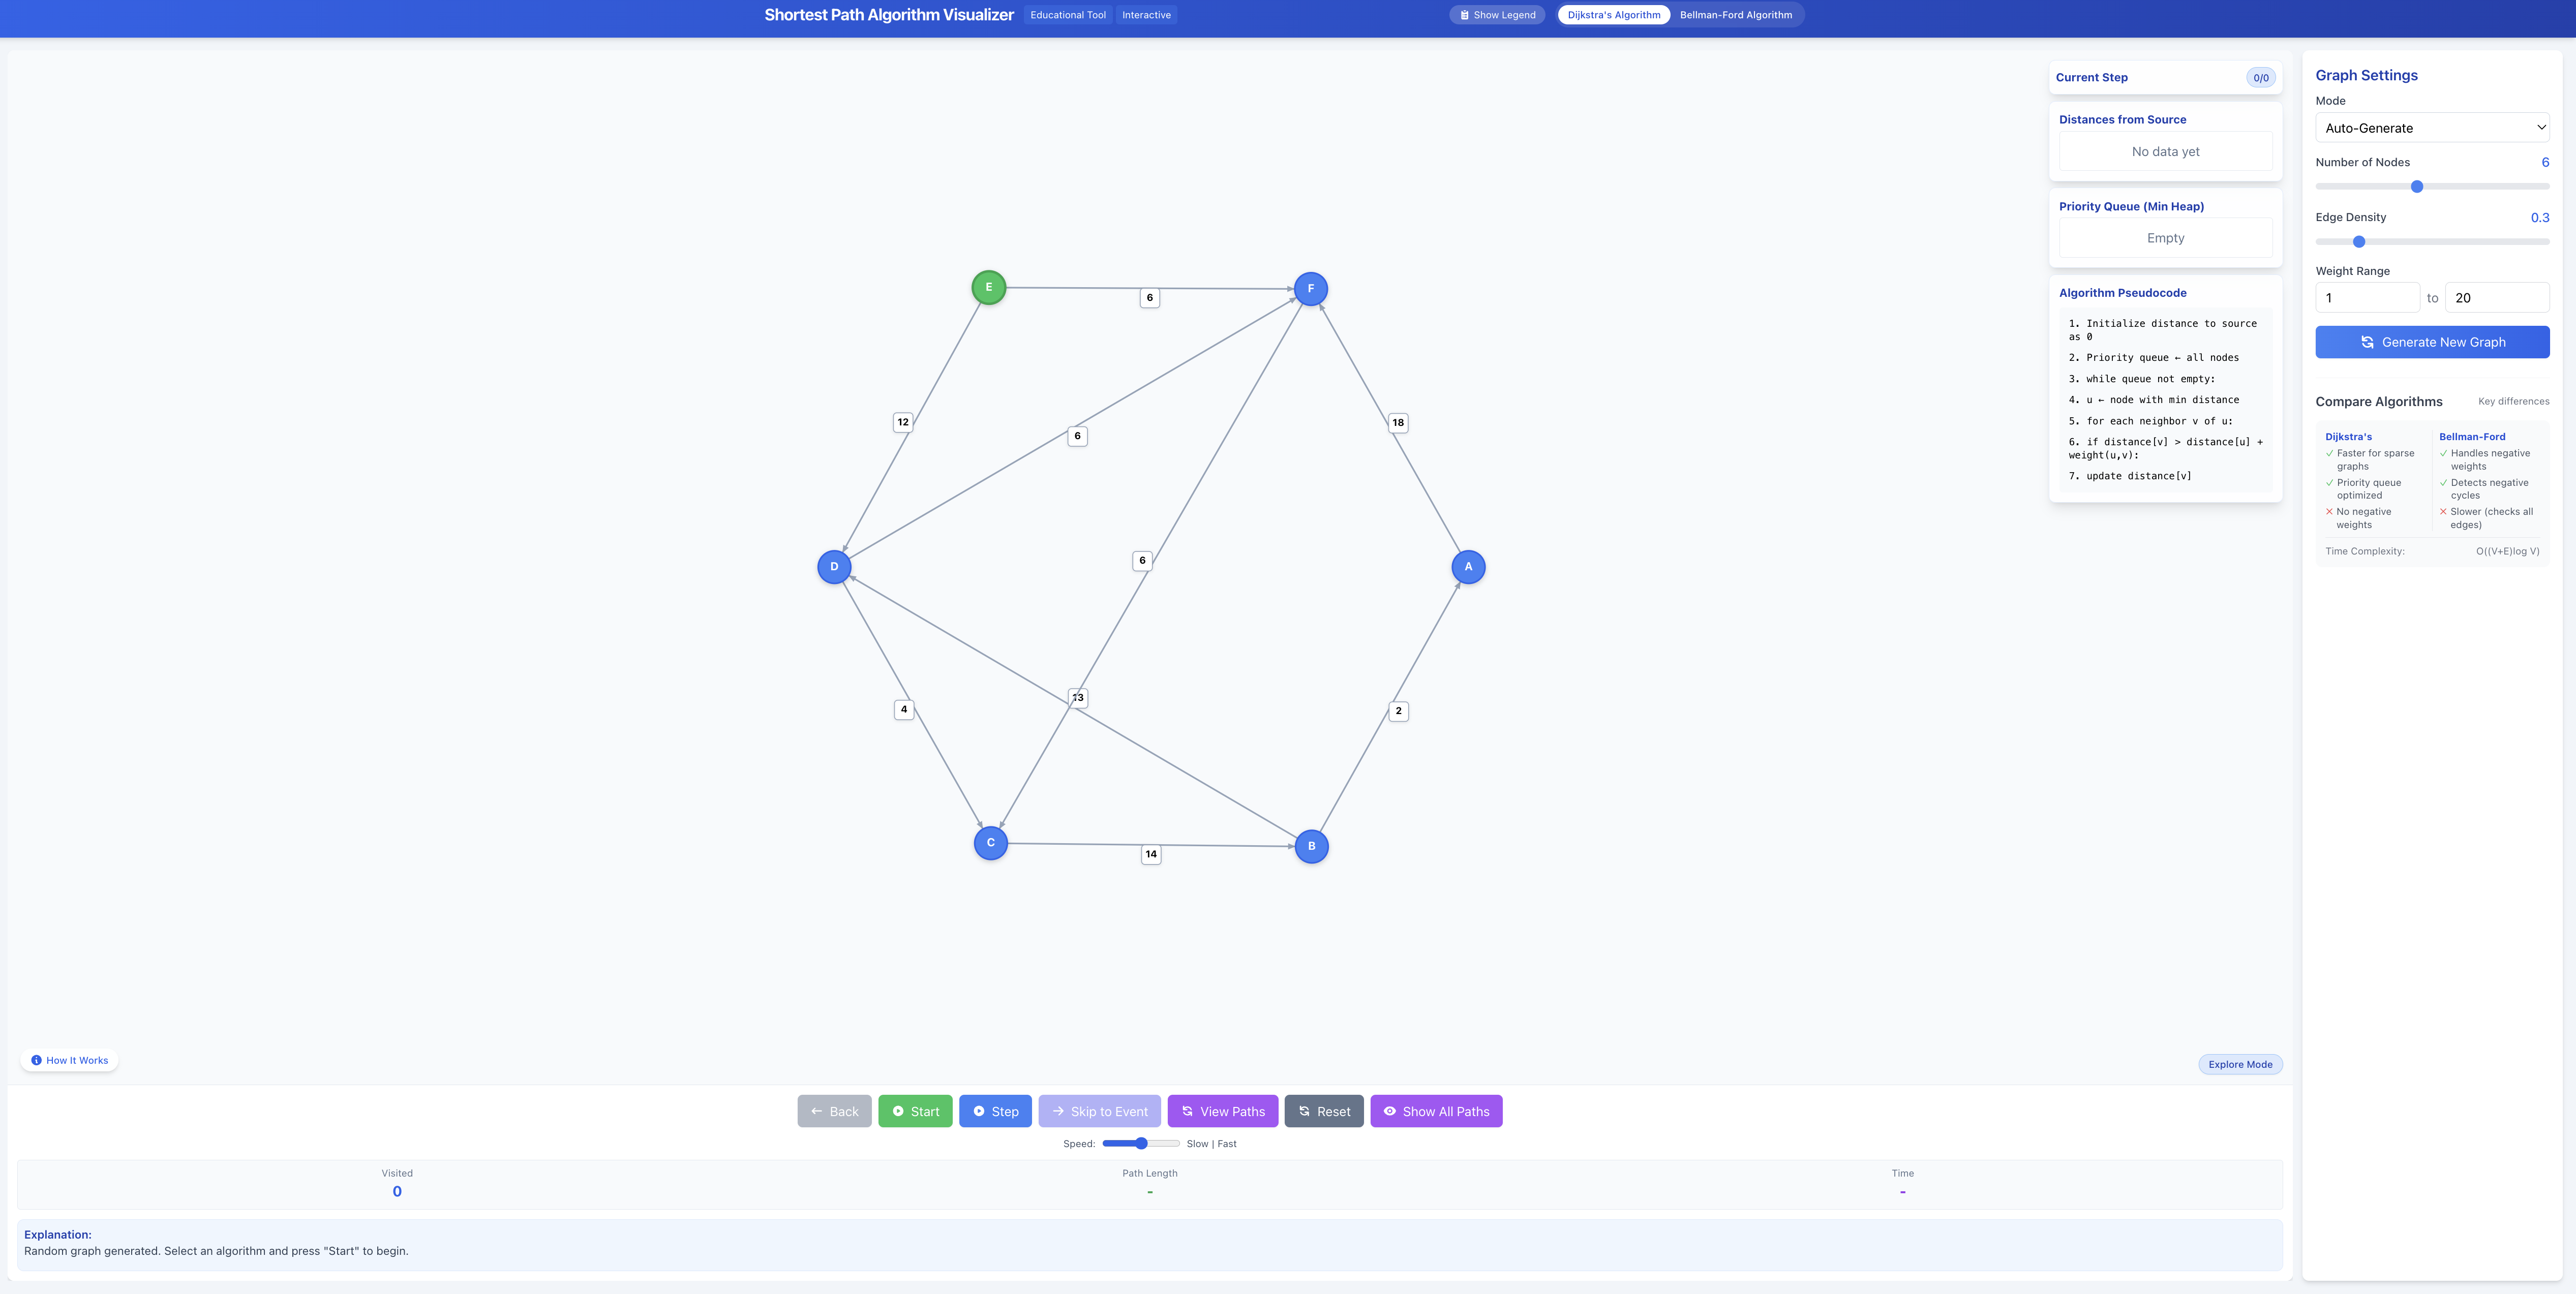 Shortest Path Algorithm Visualizer
Educational Tool
Interactive
Show Legend
Dijkstra's Algorithm
Bellman-Ford Algorithm
E
F
D
A
C
B
6
12
6
18
6
13
4
2
14
How It Works
Explore Mode
Current Step
0/0
Distances from Source
No data yet
Priority Queue (Min Heap)
Empty
Algorithm Pseudocode
1. Initialize distance to source
as 0
2. Priority queue ← all nodes
3. while queue not empty:
4. u ← node with min distance
5. for each neighbor v of u:
6. if distance[v] > distance[u] +
weight(u,v):
7. update distance[v]
Back
Start
Step
Skip to Event
View Paths
Reset
Show All Paths
Speed:
Slow | Fast
Visited
0
Path Length
-
Time
-
Explanation:
Random graph generated. Select an algorithm and press "Start" to begin.
Graph Settings
Mode
Auto-Generate
Number of Nodes
6
Edge Density
0.3
Weight Range
1
to
20
Generate New Graph
Compare Algorithms
Key differences
Dijkstra's
✓ Faster for sparse
graphs
✓ Priority queue
optimized
✕ No negative
weights
Bellman-Ford
✓ Handles negative
weights
✓ Detects negative
cycles
✕ Slower (checks all
edges)
Time Complexity:
O((V+E)log V)